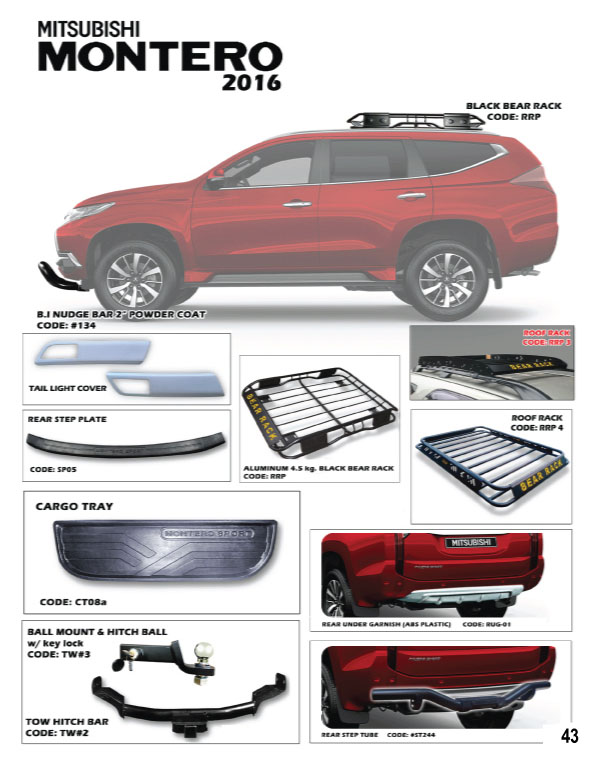 MITSUBISHI
MONTERO
2016
BLACK BEAR RACK
CODE: RRP
B.I NUDGE BAR 2" POWDER COAT
CODE: #134
TAIL LIGHT COVER
REAR STEP PLATE
CODE: SP05
BEAR RACK
ALUMINUM 4.5 kg. BLACK BEAR RACK
CODE: RRP
ROOF RACK
CODE: RRP 3
BEAR RACK
ROOF RACK
CODE: RRP 4
BEAR RACK
CARGO TRAY
MONTERO SPORT
CODE: CT08a
MITSUBISHI
REAR UNDER GARNISH (ABS PLASTIC) CODE: RUG-01
BALL MOUNT & HITCH BALL
w/ key lock
CODE: TW#3
TOW HITCH BAR
CODE: TW#2
REAR STEP TUBE CODE: #ST244
43